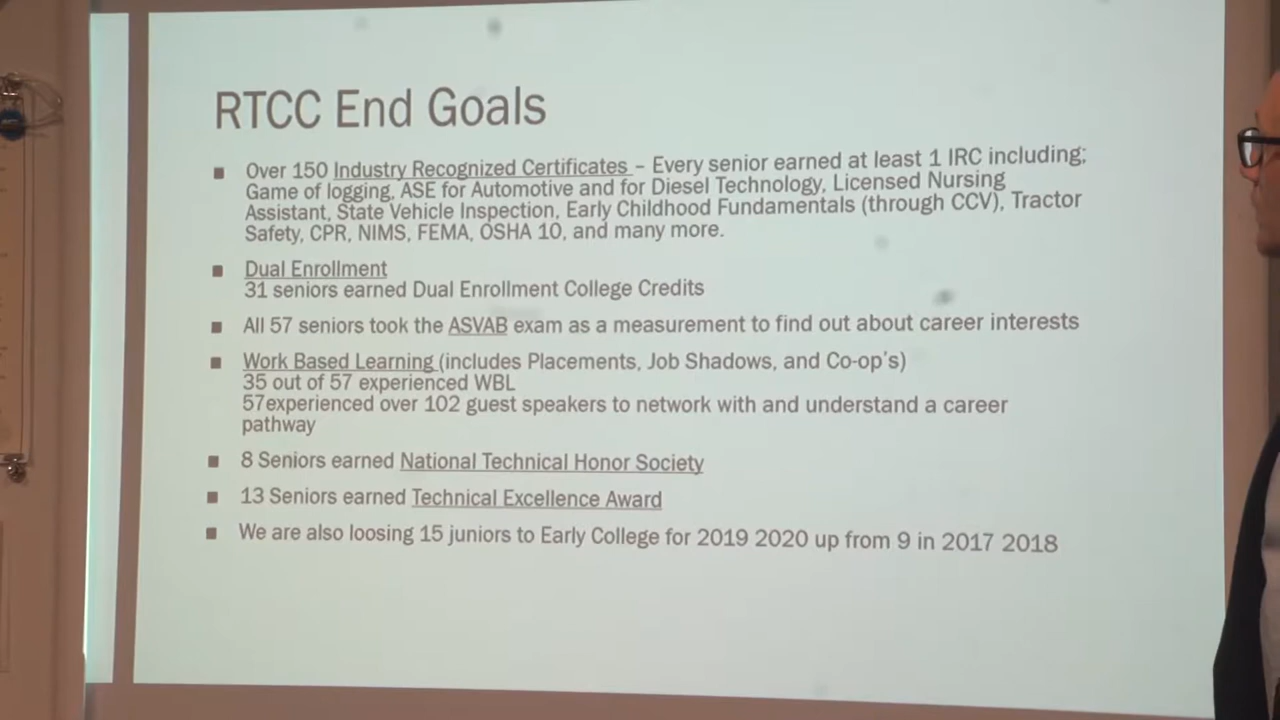 RTCC End Goals
Over 150 Industry Recognized Certificates – Every senior earned at least 1 IRC including:
Game of logging, ASE for Automotive and for Diesel Technology, Licensed Nursing
Assistant, State Vehicle Inspection, Early Childhood Fundamentals (through CCV), Tractor
Safety, CPR, NIMS, FEMA, OSHA 10, and many more.
Dual Enrollment
31 seniors earned Dual Enrollment College Credits
All 57 seniors took the ASVAB exam as a measurement to find out about career interests
Work Based Learning (includes Placements, Job Shadows, and Co-op's)
35 out of 57 experienced WBL
57experienced over 102 guest speakers to network with and understand a career
pathway
8 Seniors earned National Technical Honor Society
13 Seniors earned Technical Excellence Award
We are also loosing 15 juniors to Early College for 2019 2020 up from 9 in 2017 2018